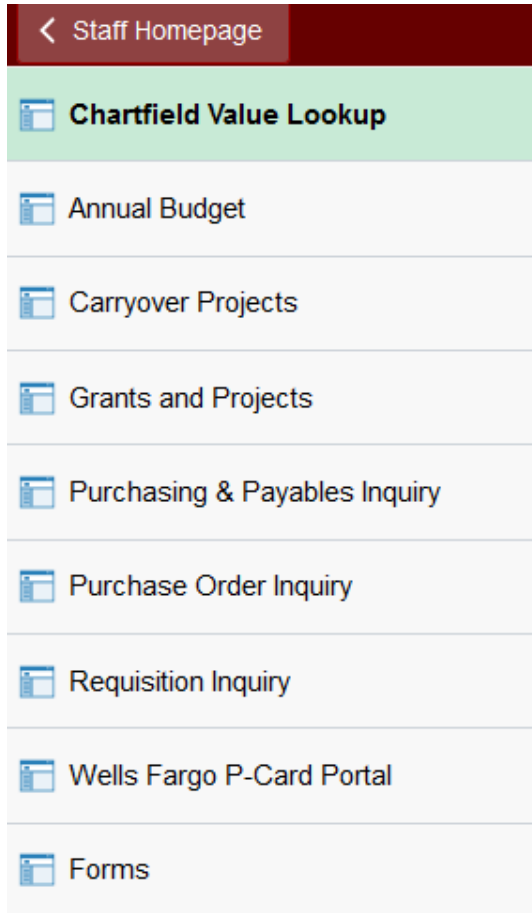 Staff Homepage
Chartfield Value Lookup
Annual Budget
Carryover Projects
Grants and Projects
Purchasing & Payables Inquiry
Purchase Order Inquiry
Requisition Inquiry
Wells Fargo P-Card Portal
Forms